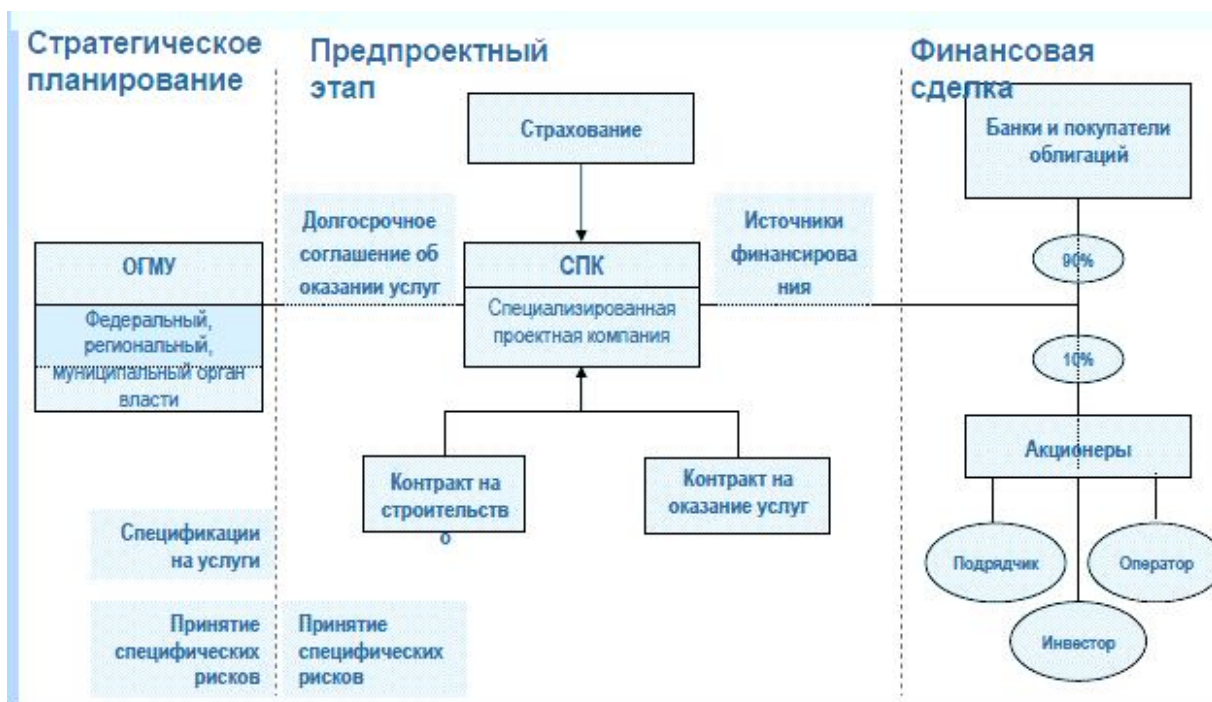 Стратегическое
планирование
Предпроектный
этап
Финансовая
сделка
Страхование
Банки и покупатели
облигаций
Долгосрочное
соглашение об
оказании услуг
Источники
финансирова
ния
ОГМУ
Федеральный,
региональный,
муниципальный орган
власти
СПК
Специализированная
проектная компания
90%
10%
Акционеры
Контракт на
строительств
о
Контракт на
оказание услуг
Подрядчик
Оператор
Инвестор
Спецификации
на услуги
Принятие
специфических
рисков
Принятие
специфических
рисков